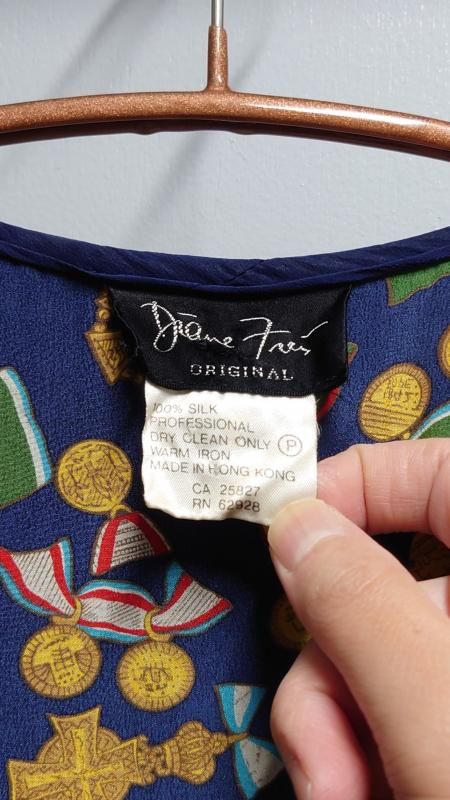 Diane Freis
ORIGINAL
100% SILK
PROFESSIONAL
DRY CLEAN ONLY Ⓟ
WARM IRON
MADE IN HONG KONG
CA 25827
RN 62928